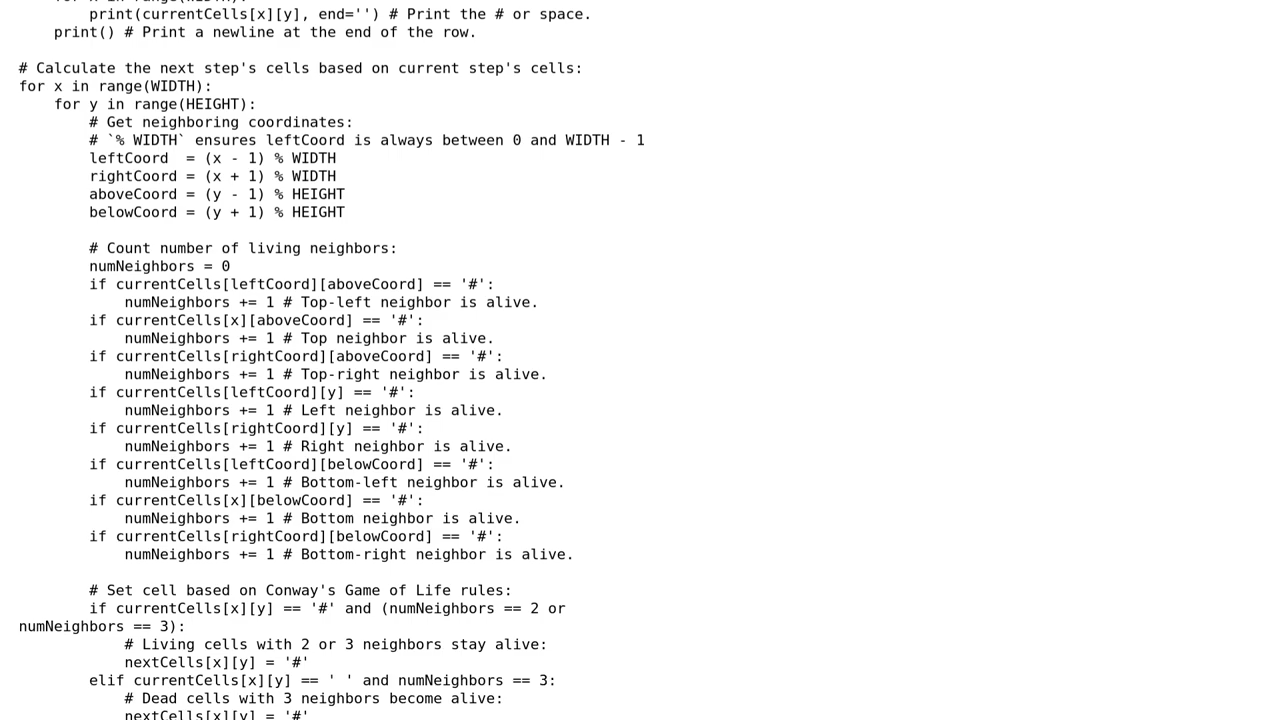 for x in range(WIDTH):
        print(currentCells[x][y], end='') # Print the # or space.
    print() # Print a newline at the end of the row.

# Calculate the next step's cells based on current step's cells:
for x in range(WIDTH):
    for y in range(HEIGHT):
        # Get neighboring coordinates:
        # `% WIDTH` ensures leftCoord is always between 0 and WIDTH - 1
        leftCoord  = (x - 1) % WIDTH
        rightCoord = (x + 1) % WIDTH
        aboveCoord = (y - 1) % HEIGHT
        belowCoord = (y + 1) % HEIGHT

        # Count number of living neighbors:
        numNeighbors = 0
        if currentCells[leftCoord][aboveCoord] == '#':
            numNeighbors += 1 # Top-left neighbor is alive.
        if currentCells[x][aboveCoord] == '#':
            numNeighbors += 1 # Top neighbor is alive.
        if currentCells[rightCoord][aboveCoord] == '#':
            numNeighbors += 1 # Top-right neighbor is alive.
        if currentCells[leftCoord][y] == '#':
            numNeighbors += 1 # Left neighbor is alive.
        if currentCells[rightCoord][y] == '#':
            numNeighbors += 1 # Right neighbor is alive.
        if currentCells[leftCoord][belowCoord] == '#':
            numNeighbors += 1 # Bottom-left neighbor is alive.
        if currentCells[x][belowCoord] == '#':
            numNeighbors += 1 # Bottom neighbor is alive.
        if currentCells[rightCoord][belowCoord] == '#':
            numNeighbors += 1 # Bottom-right neighbor is alive.

        # Set cell based on Conway's Game of Life rules:
        if currentCells[x][y] == '#' and (numNeighbors == 2 or
numNeighbors == 3):
            # Living cells with 2 or 3 neighbors stay alive:
            nextCells[x][y] = '#'
        elif currentCells[x][y] == ' ' and numNeighbors == 3:
            # Dead cells with 3 neighbors become alive:
            nextCells[x][y] = '#'